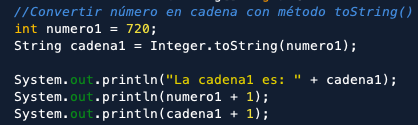 //Convertir número en cadena con método toString()
int numero1 = 720;
String cadena1 = Integer.toString(numero1);
System.out.println("La cadena1 es: " + cadena1);
System.out.println(numero1 + 1);
System.out.println(cadena1 + 1);